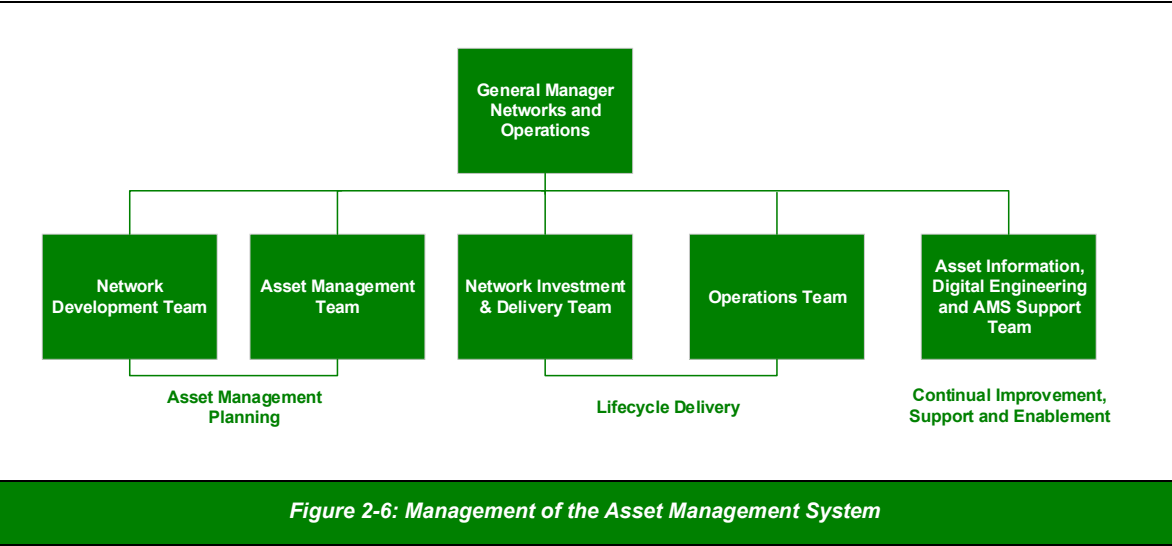 General Manager
Networks and
Operations
Network
Development Team
Asset Management
Team
Network Investment
& Delivery Team
Operations Team
Asset Information,
Digital Engineering
and AMS Support
Team
Asset Management
Planning
Lifecycle Delivery
Continual Improvement,
Support and Enablement
Figure 2-6: Management of the Asset Management System